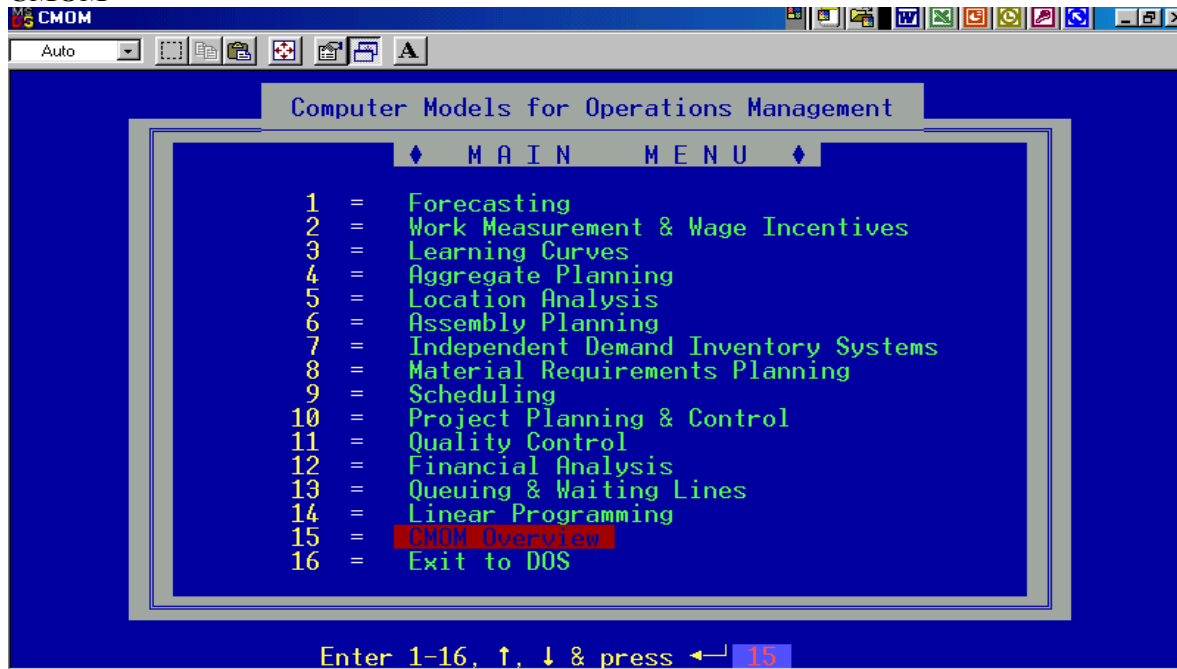 CMOM
CMOM
Auto
A
Computer Models for Operations Management
♦ MAIN MENU ♦
1 = Forecasting
2 = Work Measurement & Wage Incentives
3 = Learning Curves
4 = Aggregate Planning
5 = Location Analysis
6 = Assembly Planning
7 = Independent Demand Inventory Systems
8 = Material Requirements Planning
9 = Scheduling
10 = Project Planning & Control
11 = Quality Control
12 = Financial Analysis
13 = Queuing & Waiting Lines
14 = Linear Programming
15 = CMOM Overview
16 = Exit to DOS
Enter 1-16, ↑, ↓ & press ◄─┘ 15